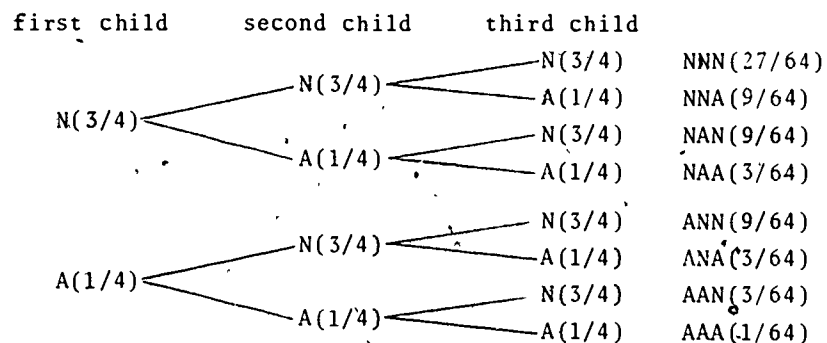 first child second child third child
N(3/4) NNN(27/64)
N(3/4)
A(1/4) NNA(9/64)
N(3/4)
N(3/4) NAN(9/64)
A(1/4)
A(1/4) NAA(3/64)
N(3/4) ANN(9/64)
N(3/4)
A(1/4) ANA(3/64)
A(1/4)
N(3/4) AAN(3/64)
A(1/4)
A(1/4) AAA(1/64)